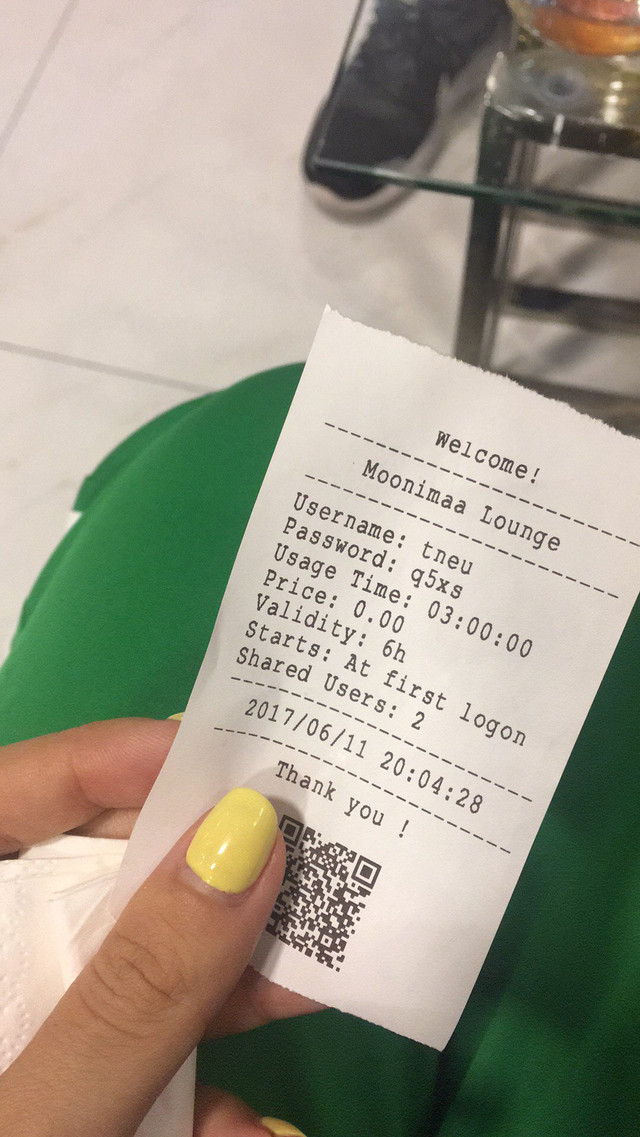 Welcome!
Moonimaa Lounge
Username: tneu
Password: q5xs
Usage Time: 03:00:00
Price: 0.00
Validity: 6h
Starts: At first logon
Shared Users: 2
2017/06/11 20:04:28
Thank you !